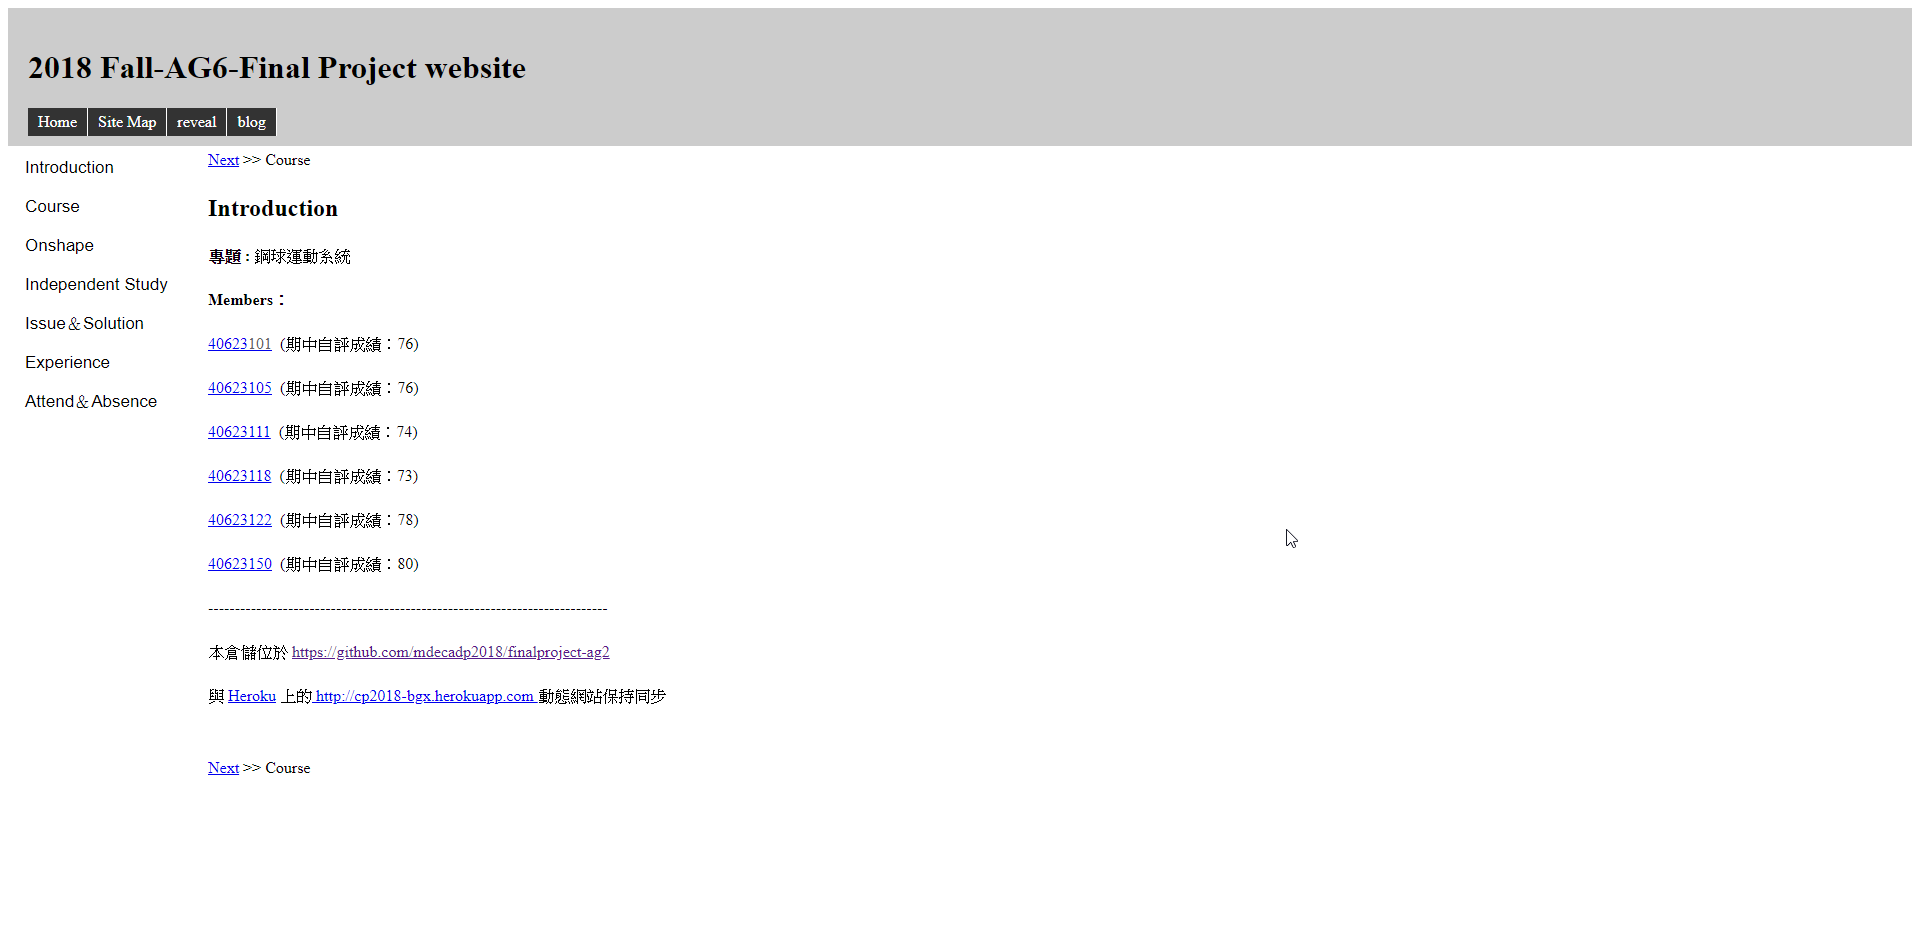 2018 Fall-AG6-Final Project website
Home Site Map reveal blog
Introduction
Course
Onshape
Independent Study
Issue＆Solution
Experience
Attend＆Absence
Next >> Course
Introduction
專題：鋼球運動系統
Members：
40623101 (期中自評成績：76)
40623105 (期中自評成績：76)
40623111 (期中自評成績：74)
40623118 (期中自評成績：73)
40623122 (期中自評成績：78)
40623150 (期中自評成績：80)
---------------------------------------------------------------------------
本倉儲位於 https://github.com/mdecadp2018/finalproject-ag2
與 Heroku 上的 http://cp2018-bgx.herokuapp.com 動態網站保持同步
Next >> Course